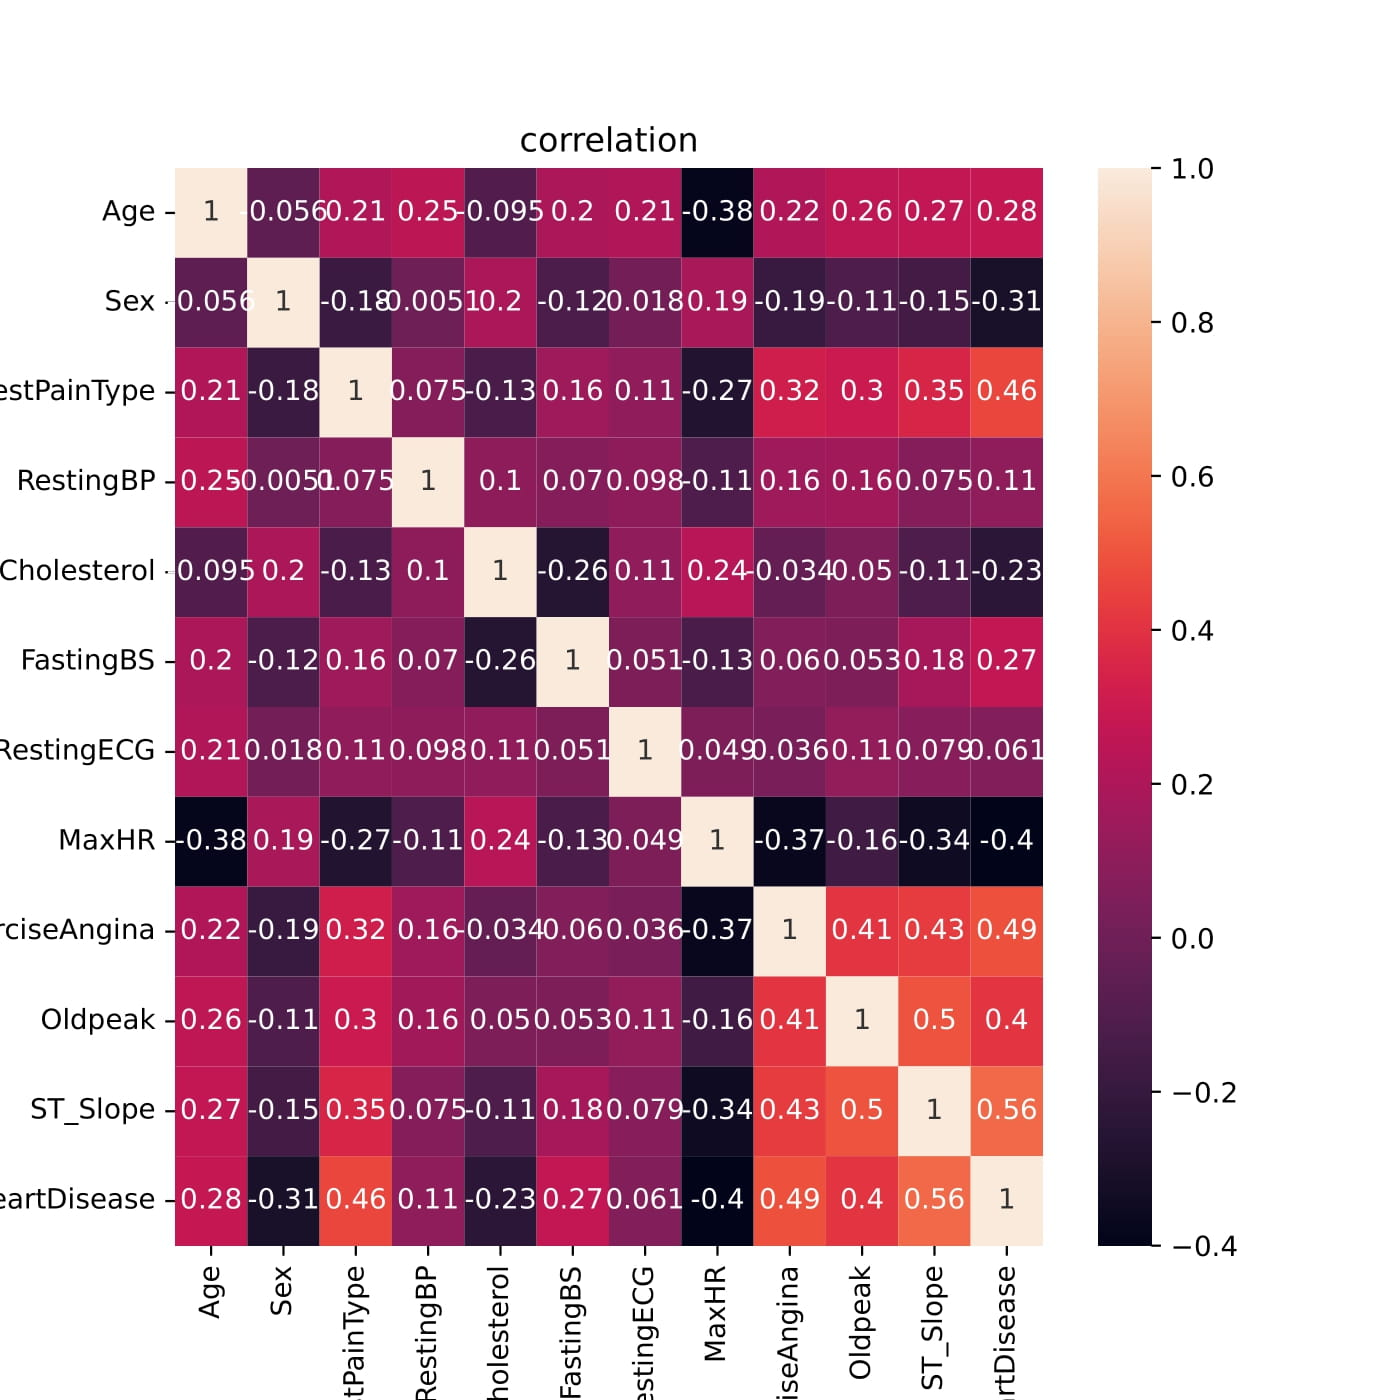 correlation
Age 1 -0.056 0.21 0.25 -0.095 0.2 0.21 -0.38 0.22 0.26 0.27 0.28
Sex -0.056 1 -0.18 -0.0051 0.2 -0.12 0.018 0.19 -0.19 -0.11 -0.15 -0.31
estPainType 0.21 -0.18 1 0.075 -0.13 0.16 0.11 -0.27 0.32 0.3 0.35 0.46
RestingBP 0.25 -0.0051 0.075 1 0.1 0.07 0.098 -0.11 0.16 0.16 0.075 0.11
Cholesterol -0.095 0.2 -0.13 0.1 1 -0.26 0.11 0.24 -0.034 0.05 -0.11 -0.23
FastingBS 0.2 -0.12 0.16 0.07 -0.26 1 0.051 -0.13 0.06 0.053 0.18 0.27
RestingECG 0.21 0.018 0.11 0.098 0.11 0.051 1 0.049 0.036 0.11 0.079 0.061
MaxHR -0.38 0.19 -0.27 -0.11 0.24 -0.13 0.049 1 -0.37 -0.16 -0.34 -0.4
rciseAngina 0.22 -0.19 0.32 0.16 -0.034 0.06 0.036 -0.37 1 0.41 0.43 0.49
Oldpeak 0.26 -0.11 0.3 0.16 0.05 0.053 0.11 -0.16 0.41 1 0.5 0.4
ST_Slope 0.27 -0.15 0.35 0.075 -0.11 0.18 0.079 -0.34 0.43 0.5 1 0.56
eartDisease 0.28 -0.31 0.46 0.11 -0.23 0.27 0.061 -0.4 0.49 0.4 0.56 1
Age
Sex
tPainType
RestingBP
holesterol
FastingBS
estingECG
MaxHR
iseAngina
Oldpeak
ST_Slope
rtDisease
1.0
0.8
0.6
0.4
0.2
0.0
−0.2
−0.4